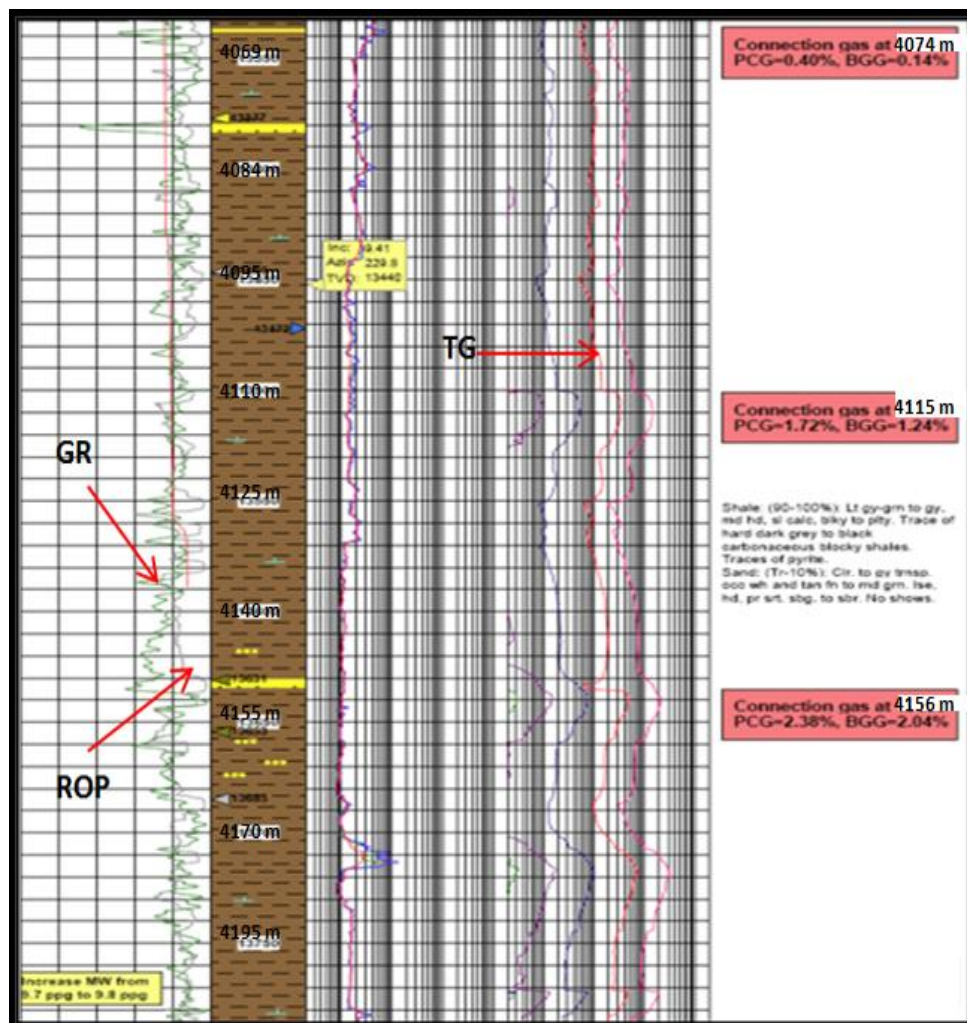 4069 m
Connection gas at 4074 m
PCG=0.40%, BGG=0.14%
4084 m
Inc: 9.41
4095 m
TVD: 13440
TG
4110 m
Connection gas at 4115 m
PCG=1.72%, BGG=1.24%
GR
4125 m
Shale: (90-100%): Lt gy-grn to gy,
md hd, sl calc, blky to plty. Trace of
hard dark grey to black
carbonaceous blocky shales.
Traces of pyrite.
Sand: (Tr-10%): Clr. to gy trnsp.
occ wh and tan fn to md grn. lse,
hd, pr srt, sbg. to sbr. No shows.
4140 m
13631
Connection gas at 4156 m
PCG=2.38%, BGG=2.04%
4155 m
ROP
13685
4170 m
4195 m
13750
Increase MW from
9.7 ppg to 9.8 ppg